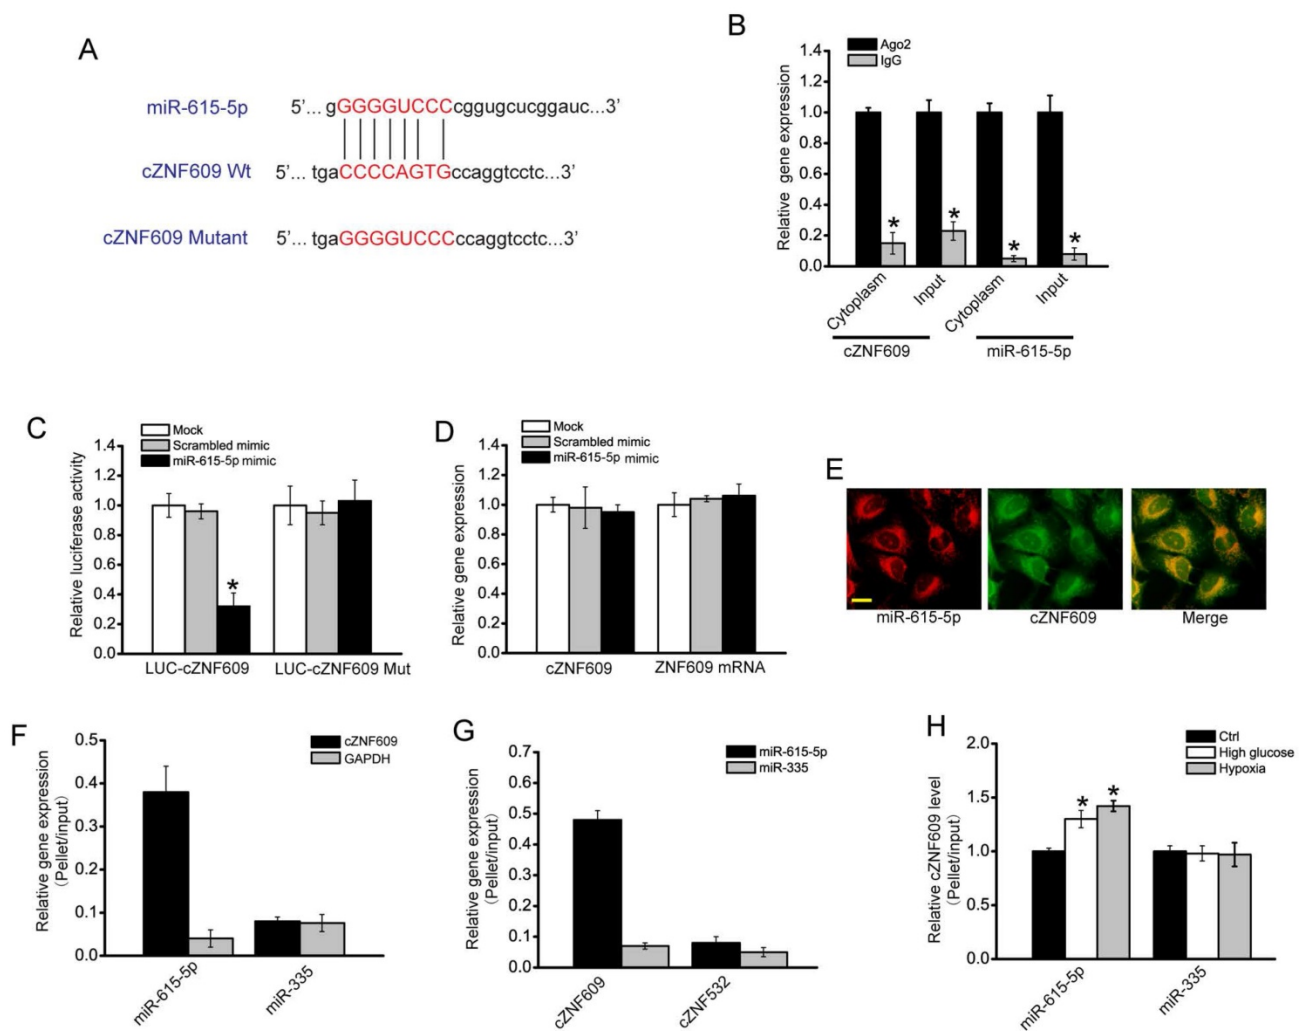 A
miR-615-5p 5’... gGGGGUCCCcggugcucggauc...3’
cZNF609 Wt 5’... tgaCCCCAGTGccaggtcctc...3’
cZNF609 Mutant 5’... tgaGGGGUCCCccaggtcctc...3’
B
Ago2
IgG
Relative gene expression
1.4
1.2
1.0
0.8
0.6
0.4
0.2
0.0
* * * *
Cytoplasm Input Cytoplasm Input
cZNF609 miR-615-5p
C
Mock
Scrambled mimic
miR-615-5p mimic
Relative luciferase activity
1.4
1.2
1.0
0.8
0.6
0.4
0.2
0.0
*
LUC-cZNF609 LUC-cZNF609 Mut
D
Mock
Scrambled mimic
miR-615-5p mimic
Relative gene expression
1.4
1.2
1.0
0.8
0.6
0.4
0.2
0.0
cZNF609 ZNF609 mRNA
E
miR-615-5p cZNF609 Merge
F
cZNF609
GAPDH
Relative gene expression
(Pellet/input)
0.5
0.4
0.3
0.2
0.1
0.0
miR-615-5p miR-335
G
miR-615-5p
miR-335
Relative gene expression
(Pellet/input)
0.7
0.6
0.5
0.4
0.3
0.2
0.1
0.0
cZNF609 cZNF532
H
Ctrl
High glucose
Hypoxia
Relative cZNF609 level
(Pellet/input)
2.0
1.5
1.0
0.5
0.0
* *
miR-615-5p miR-335